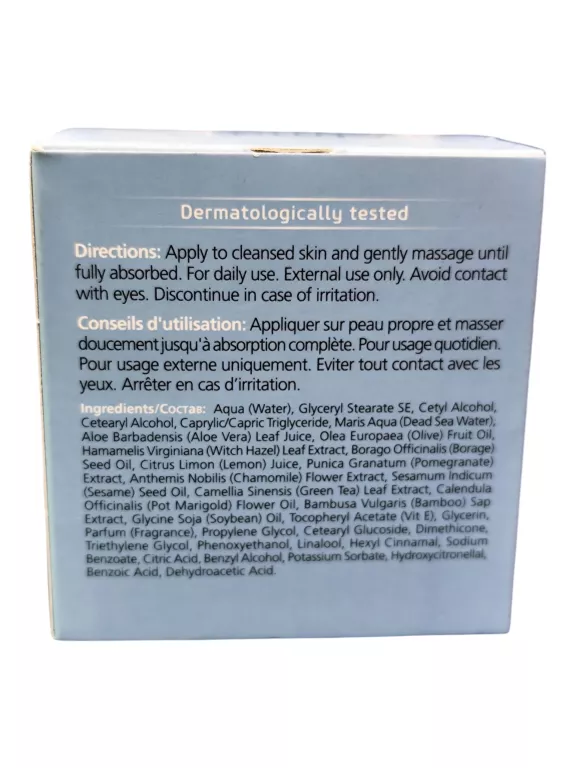 Dermatologically tested
Directions: Apply to cleansed skin and gently massage until
fully absorbed. For daily use. External use only. Avoid contact
with eyes. Discontinue in case of irritation.
Conseils d'utilisation: Appliquer sur peau propre et masser
doucement jusqu'à absorption complète. Pour usage quotidien.
Pour usage externe uniquement. Eviter tout contact avec les
yeux. Arrêter en cas d'irritation.
Ingredients/Состав: Aqua (Water), Glyceryl Stearate SE, Cetyl Alcohol,
Cetearyl Alcohol, Caprylic/Capric Triglyceride, Maris Aqua (Dead Sea Water),
Aloe Barbadensis (Aloe Vera) Leaf Juice, Olea Europaea (Olive) Fruit Oil,
Hamamelis Virginiana (Witch Hazel) Leaf Extract, Borago Officinalis (Borage)
Seed Oil, Citrus Limon (Lemon) Juice, Punica Granatum (Pomegranate)
Extract, Anthemis Nobilis (Chamomile) Flower Extract, Sesamum Indicum
(Sesame) Seed Oil, Camellia Sinensis (Green Tea) Leaf Extract, Calendula
Officinalis (Pot Marigold) Flower Oil, Bambusa Vulgaris (Bamboo) Sap
Extract, Glycine Soja (Soybean) Oil, Tocopheryl Acetate (Vit E), Glycerin,
Parfum (Fragrance), Propylene Glycol, Cetearyl Glucoside, Dimethicone,
Triethylene Glycol, Phenoxyethanol, Linalool, Hexyl Cinnamal, Sodium
Benzoate, Citric Acid, Benzyl Alcohol, Potassium Sorbate, Hydroxycitronellal,
Benzoic Acid, Dehydroacetic Acid.